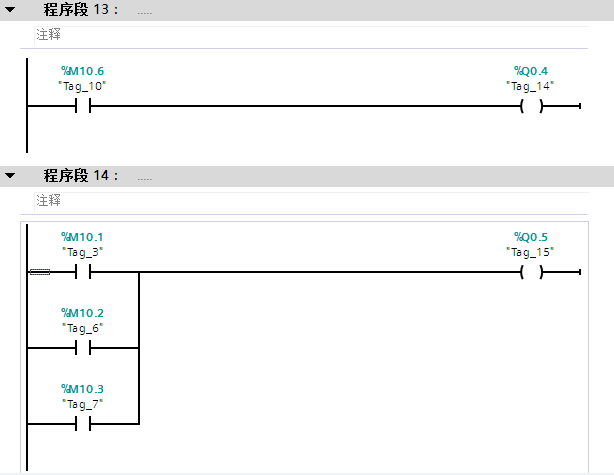 程序段 13： .....
注释
%M10.6 %Q0.4
"Tag_10" "Tag_14"
程序段 14： .....
注释
%M10.1 %Q0.5
"Tag_3" "Tag_15"
%M10.2
"Tag_6"
%M10.3
"Tag_7"